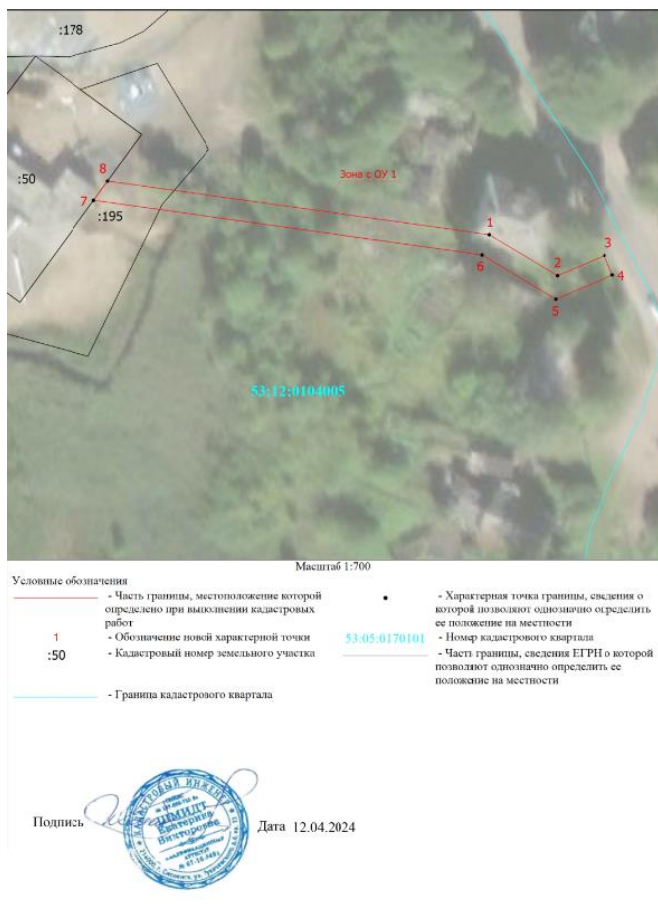 :178
8
:50
7
:195
Зона с ОУ 1
1
6
2
3
4
5
53:12:0104005
Масштаб 1:700
Условные обозначения
- Часть границы, местоположение которой
определено при выполнении кадастровых
работ
1 - Обозначение новой характерной точки
:50 - Кадастровый номер земельного участка
- Граница кадастрового квартала
- Характерная точка границы, сведения о
которой позволяют однозначно определить
ее положение на местности
53:05:0170101 - Номер кадастрового квартала
- Часть границы, сведения ЕГРН о которой
позволяют однозначно определить ее
положение на местности
Подпись
КАДАСТРОВЫЙ ИНЖЕНЕР
ШМИДТ
Екатерина
Викторовна
Дата 12.04.2024